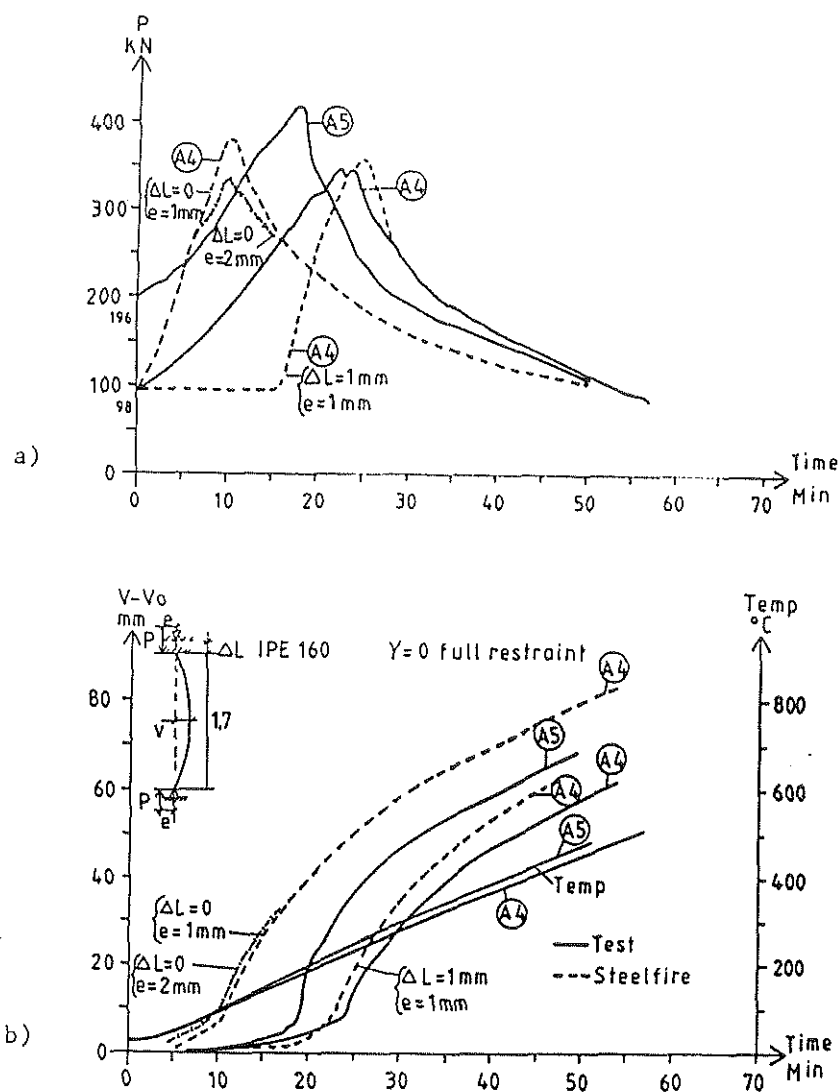 P
kN
400
300
200
196
100
98
0
A4
A5
A4
{ΔL=0
e=1mm
ΔL=0
e=2mm
A4
{ΔL=1mm
e=1mm
0 10 20 30 40 50 60 70
Time
Min
a)
V-Vo
mm
e
P
ΔL IPE 160
Y=0 full restraint
Temp
°C
80
60
40
20
0
800
600
400
200
0
v
1,7
P
e
A4
A5
A4
A4
A5
Temp
A4
{ΔL=0
e=1mm
{ΔL=0
e=2mm
{ΔL=1mm
e=1mm
Test
Steelfire
0 10 20 30 40 50 60 70
Time
Min
b)